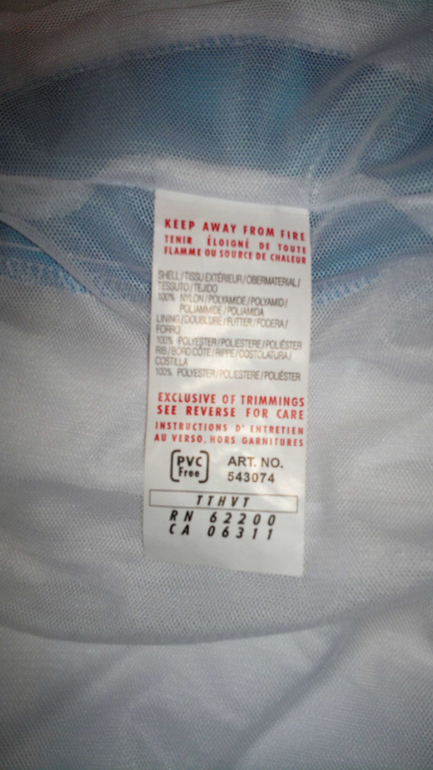 KEEP AWAY FROM FIRE
TENIR ÉLOIGNÉ DE TOUTE
FLAMME OU SOURCE DE CHALEUR
SHELL/TISSU EXTÉRIEUR/OBERMATERIAL/
TESSUTO/TEJIDO
100% NYLON/POLYAMIDE/POLYAMID/
POLIAMMIDE/POLIAMIDA
LINING/DOUBLURE/FUTTER/FODERA/
FORRO
100% POLYESTER/POLIESTERE/POLIÉSTER
RIB/BORD CÔTE/RIPPE/COSTOLATURA/
COSTILLA
100% POLYESTER/POLIESTERE/POLIÉSTER
EXCLUSIVE OF TRIMMINGS
SEE REVERSE FOR CARE
INSTRUCTIONS D'ENTRETIEN
AU VERSO, HORS GARNITURES
PVC Free ART. NO.
543074
TTHVT
RN 62200
CA 06311